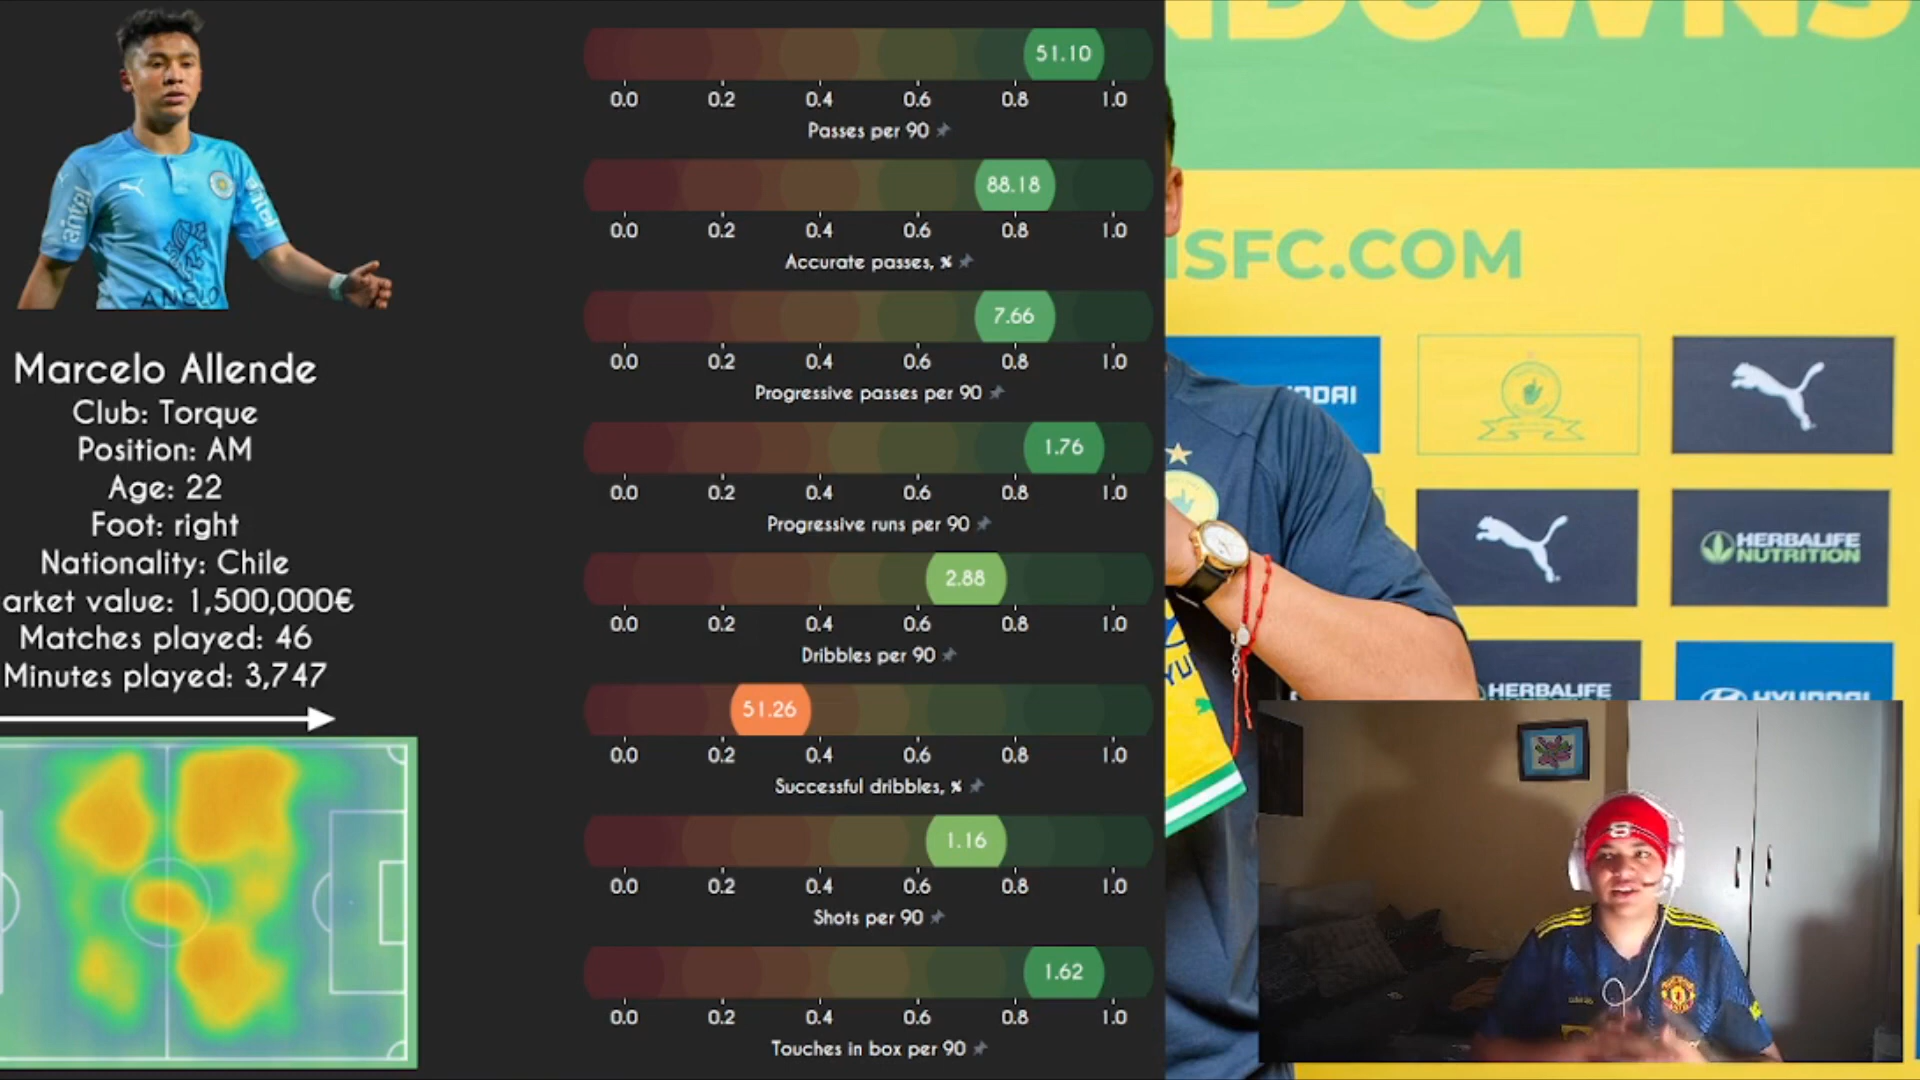 Marcelo Allende
Club: Torque
Position: AM
Age: 22
Foot: right
Nationality: Chile
arket value: 1,500,000€
Matches played: 46
Minutes played: 3,747
antel
antel
ANGLO
51.10
0.0 0.2 0.4 0.6 0.8 1.0
Passes per 90
88.18
0.0 0.2 0.4 0.6 0.8 1.0
Accurate passes, %
7.66
0.0 0.2 0.4 0.6 0.8 1.0
Progressive passes per 90
1.76
0.0 0.2 0.4 0.6 0.8 1.0
Progressive runs per 90
2.88
0.0 0.2 0.4 0.6 0.8 1.0
Dribbles per 90
51.26
0.0 0.2 0.4 0.6 0.8 1.0
Successful dribbles, %
1.16
0.0 0.2 0.4 0.6 0.8 1.0
Shots per 90
1.62
0.0 0.2 0.4 0.6 0.8 1.0
Touches in box per 90
NDOWNS
SFC.COM
NDAI
HERBALIFE
NUTRITION
HERBALIFE
HYUNDAI
YU